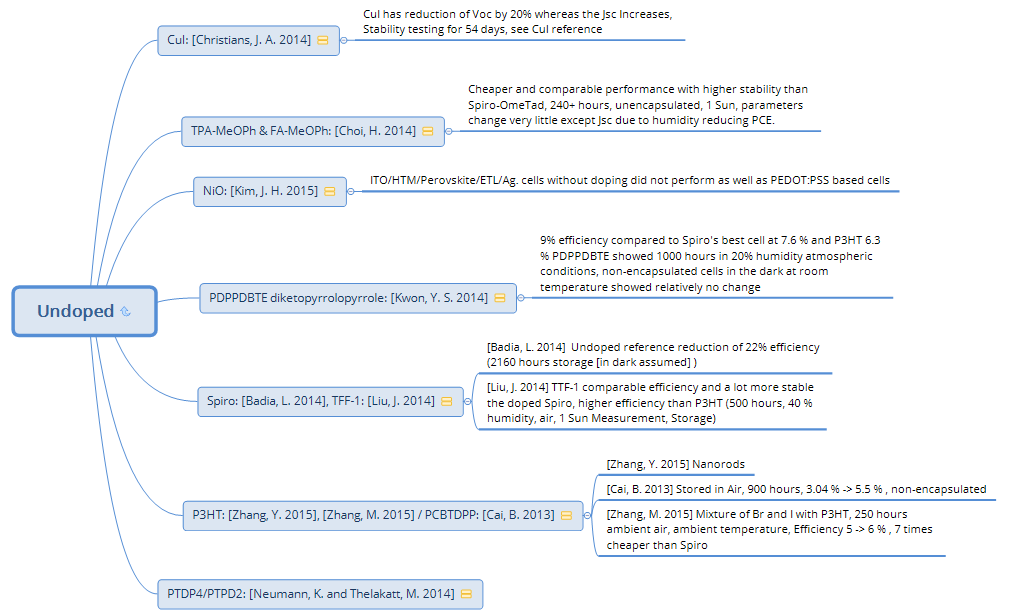 CuI: [Christians, J. A. 2014]
CuI has reduction of Voc by 20% whereas the Jsc Increases,
Stability testing for 54 days, see CuI reference
TPA-MeOPh & FA-MeOPh: [Choi, H. 2014]
Cheaper and comparable performance with higher stability than
Spiro-OmeTad, 240+ hours, unencapsulated, 1 Sun, parameters
change very little except Jsc due to humidity reducing PCE.
NiO: [Kim, J. H. 2015]
ITO/HTM/Perovskite/ETL/Ag. cells without doping did not perform as well as PEDOT:PSS based cells
PDPPDBTE diketopyrrolopyrrole: [Kwon, Y. S. 2014]
9% efficiency compared to Spiro's best cell at 7.6 % and P3HT 6.3
% PDPPDBTE showed 1000 hours in 20% humidity atmospheric
conditions, non-encapsulated cells in the dark at room
temperature showed relatively no change
Undoped
Spiro: [Badia, L. 2014], TFF-1: [Liu, J. 2014]
[Badia, L. 2014]  Undoped reference reduction of 22% efficiency
(2160 hours storage [in dark assumed] )
[Liu, J. 2014] TTF-1 comparable efficiency and a lot more stable
the doped Spiro, higher efficiency than P3HT (500 hours, 40 %
humidity, air, 1 Sun Measurement, Storage)
P3HT: [Zhang, Y. 2015], [Zhang, M. 2015] / PCBTDPP: [Cai, B. 2013]
[Zhang, Y. 2015] Nanorods
[Cai, B. 2013] Stored in Air, 900 hours, 3.04 % -> 5.5 % , non-encapsulated
[Zhang, M. 2015] Mixture of Br and I with P3HT, 250 hours
ambient air, ambient temperature, Efficiency 5 -> 6 % , 7 times
cheaper than Spiro
PTDP4/PTPD2: [Neumann, K. and Thelakatt, M. 2014]